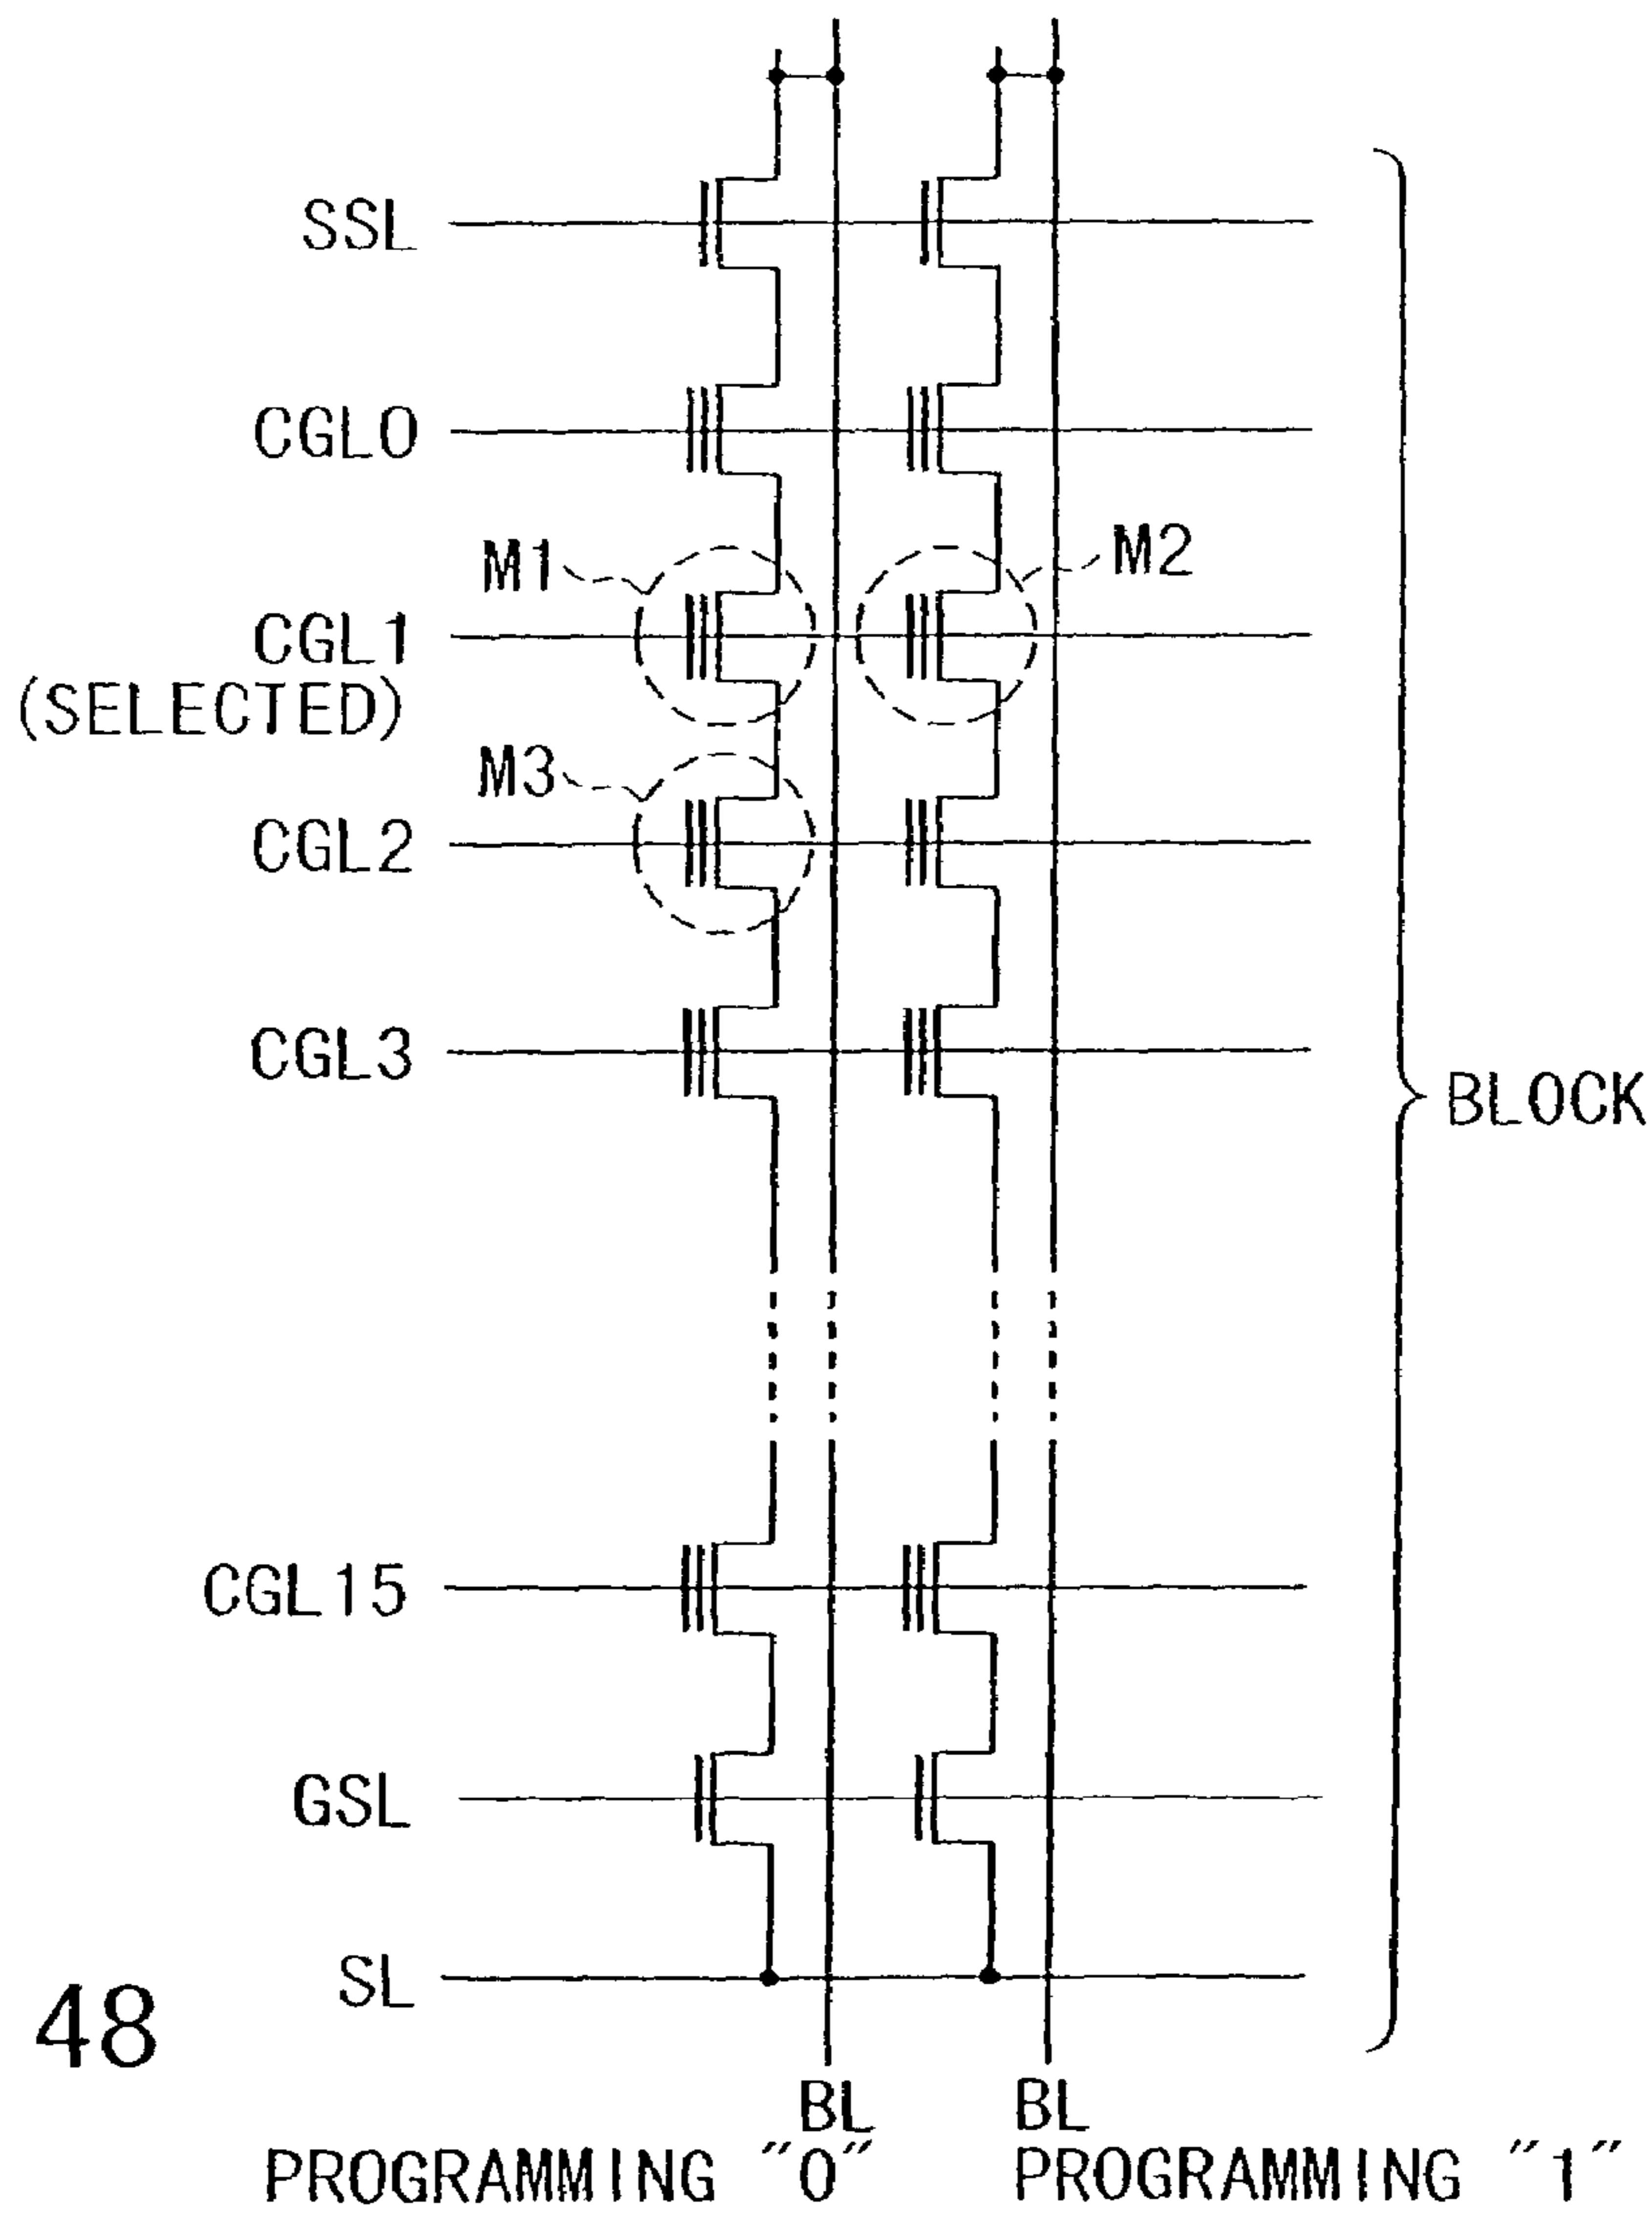 SSL
CGL0
M1
M2
CGL1
(SELECTED)
M3
CGL2
CGL3
BLOCK
CGL15
GSL
SL
48
BL
BL
PROGRAMMING "0"
PROGRAMMING "1"